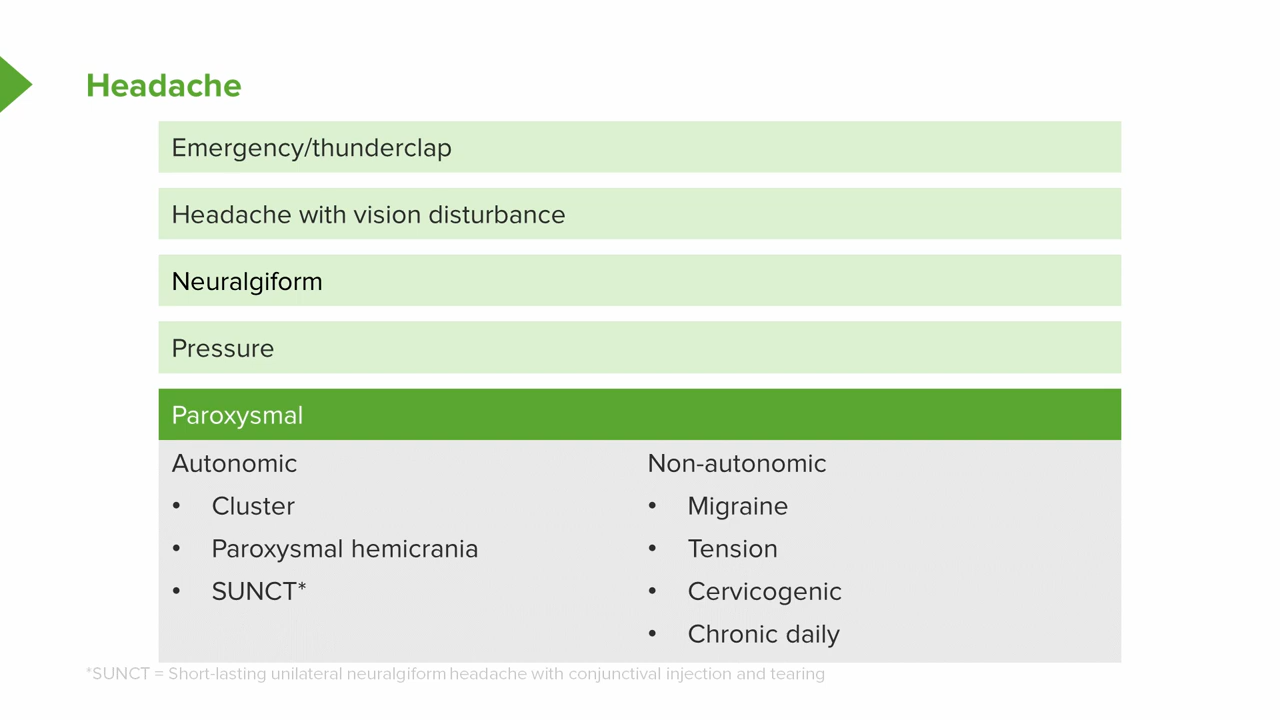 Headache
Emergency/thunderclap
Headache with vision disturbance
Neuralgiform
Pressure
Paroxysmal
Autonomic
• Cluster
• Paroxysmal hemicrania
• SUNCT*
Non-autonomic
• Migraine
• Tension
• Cervicogenic
• Chronic daily
*SUNCT = Short-lasting unilateral neuralgiform headache with conjunctival injection and tearing